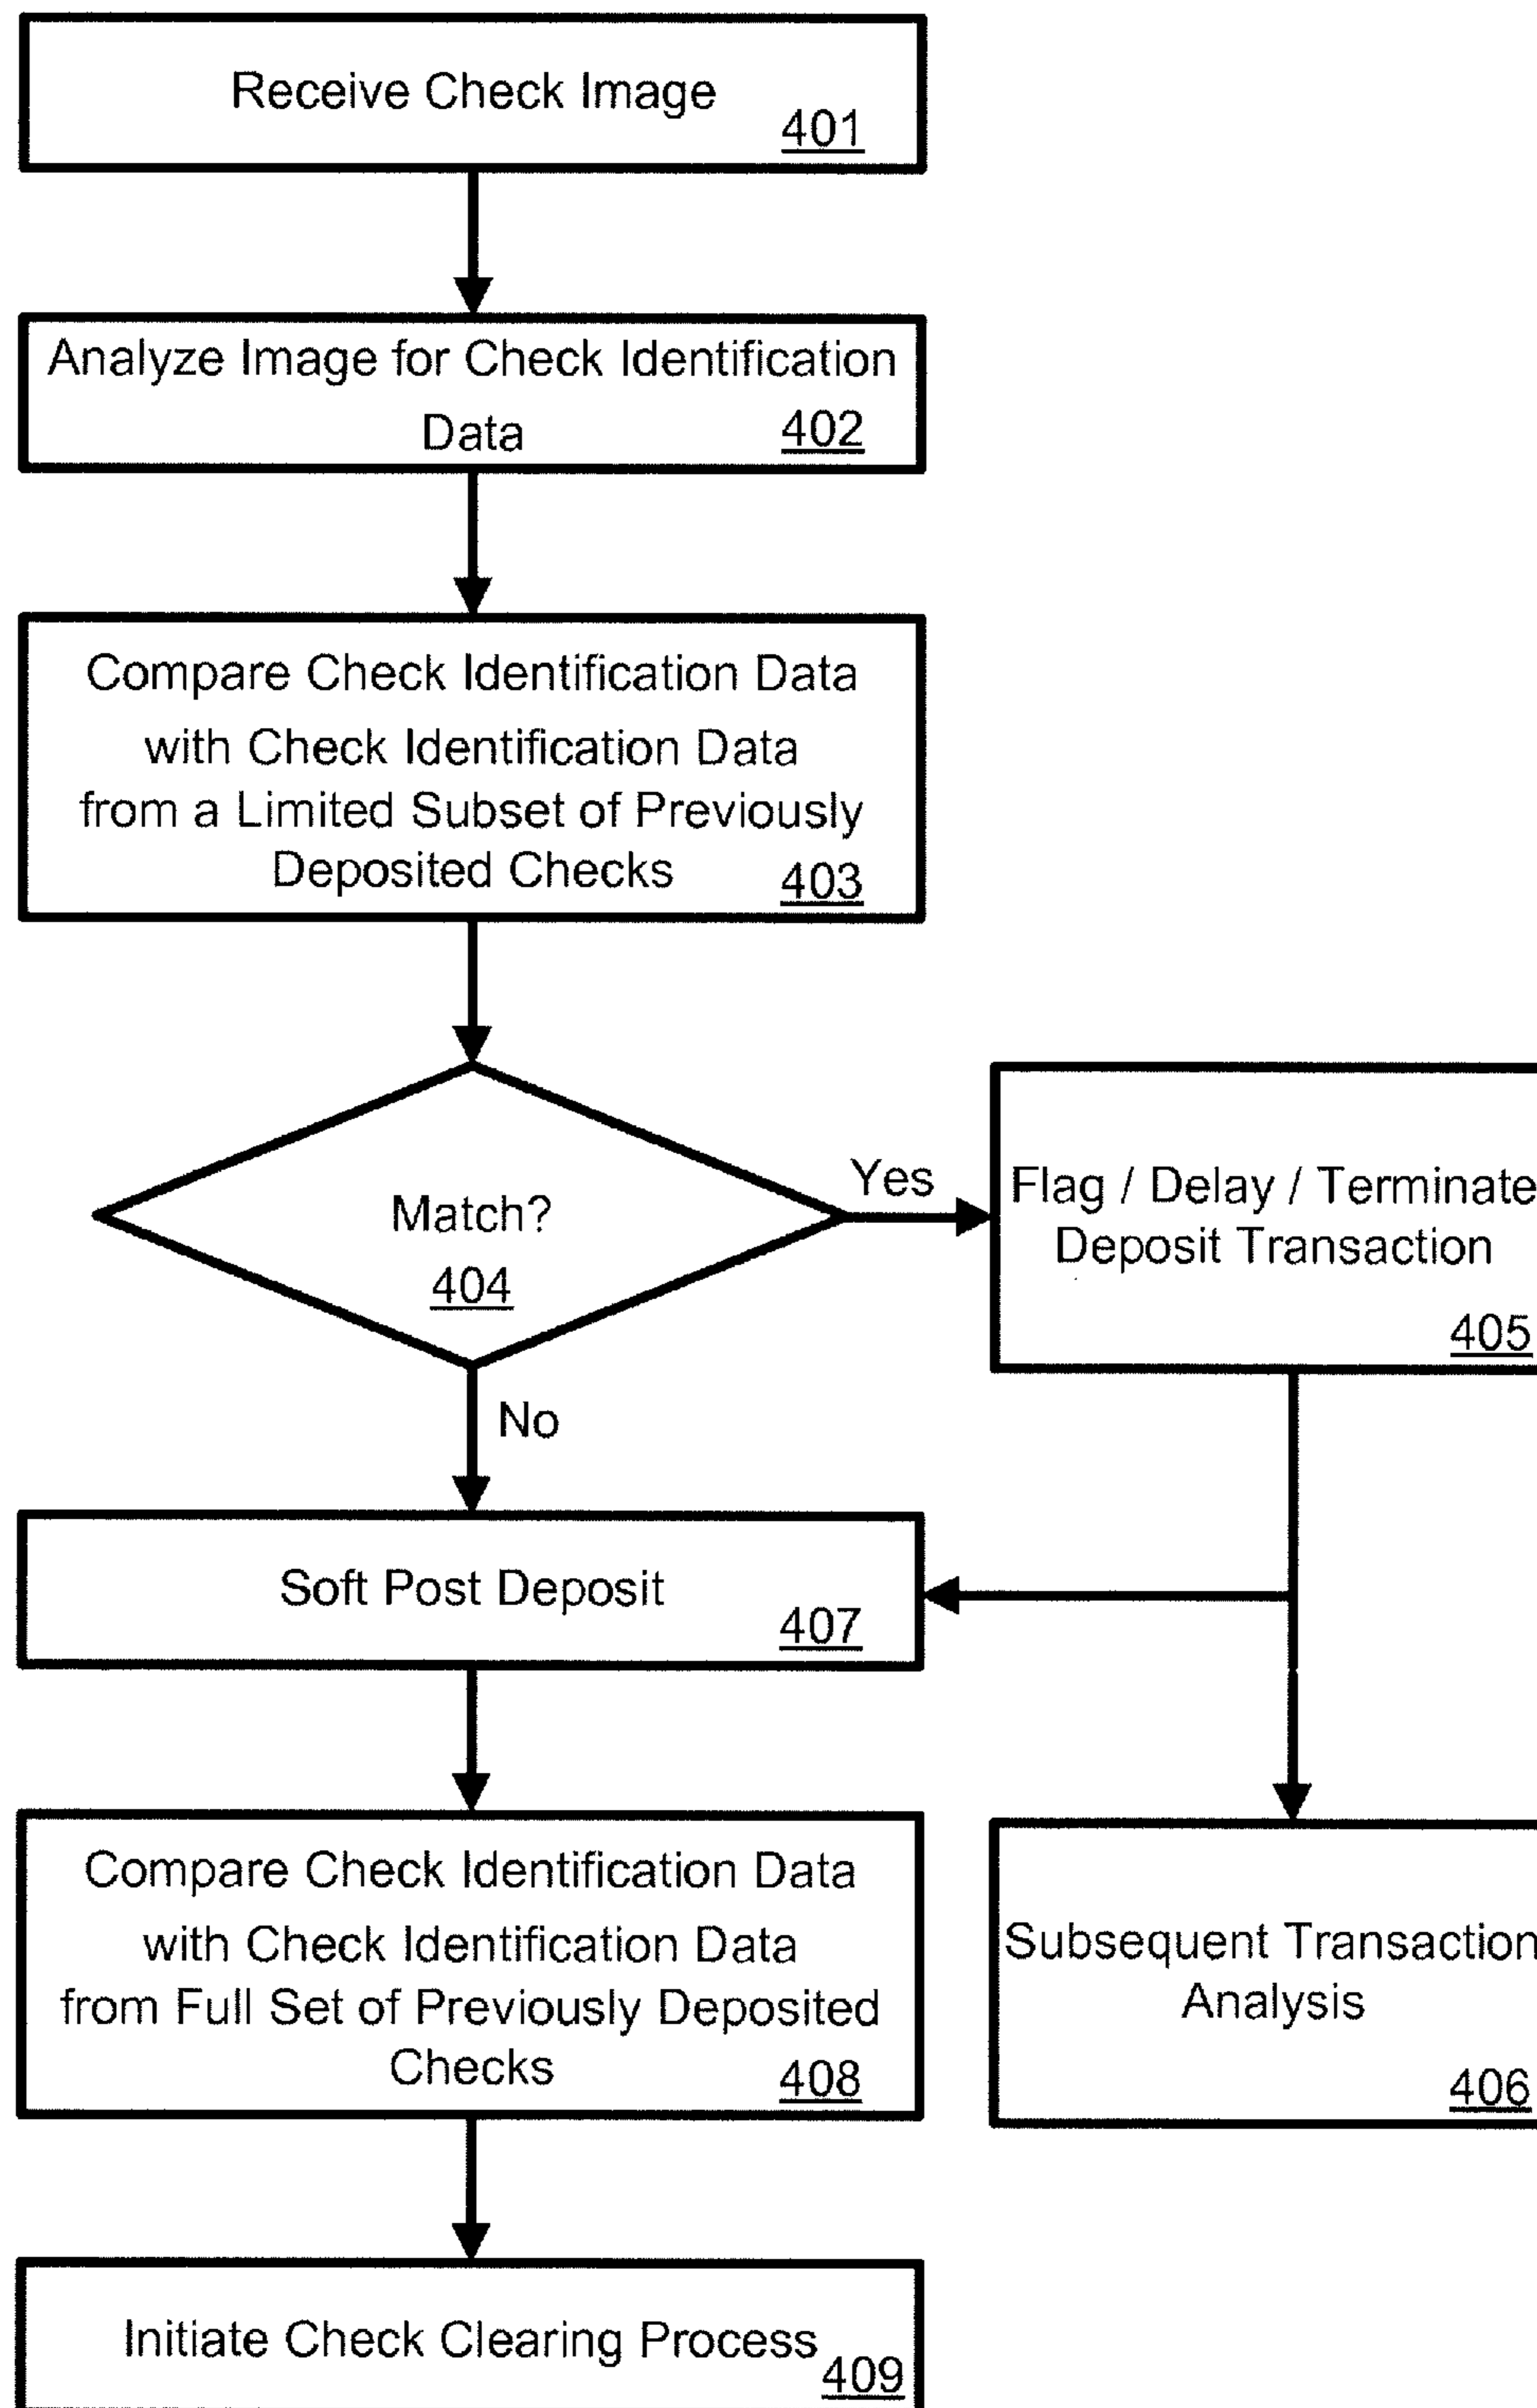 Receive Check Image
401
Analyze Image for Check Identification
Data 402
Compare Check Identification Data
with Check Identification Data
from a Limited Subset of Previously
Deposited Checks 403
Match?
404
Yes
Flag / Delay / Terminate
Deposit Transaction
405
No
Soft Post Deposit
407
Compare Check Identification Data
with Check Identification Data
from Full Set of Previously Deposited
Checks 408
Subsequent Transaction
Analysis
406
Initiate Check Clearing Process
409